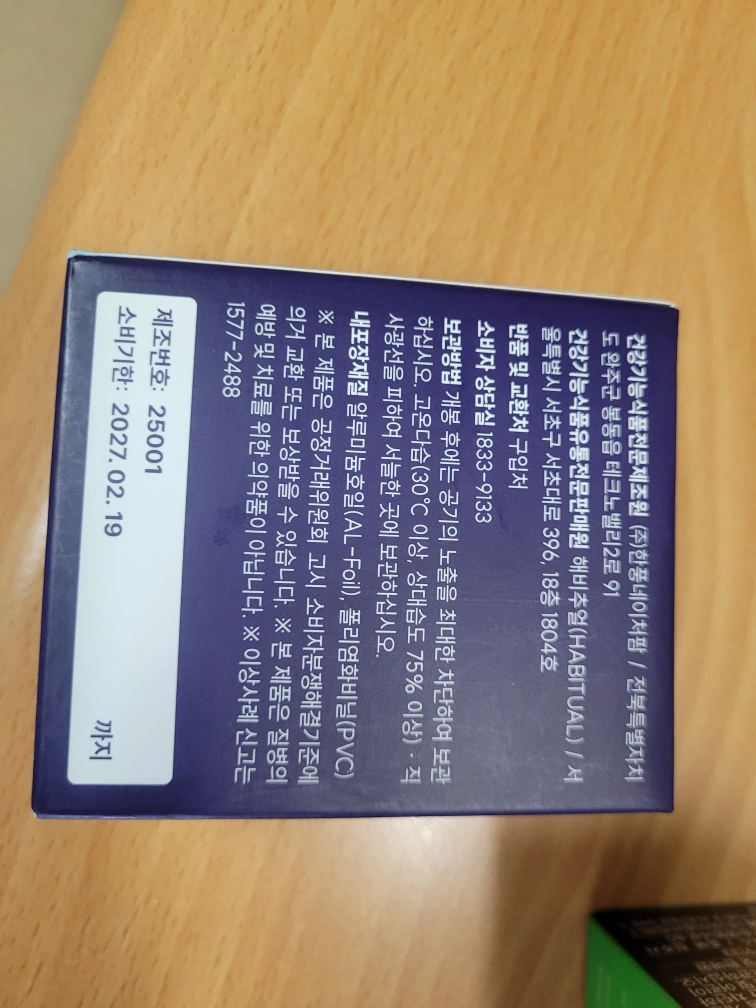 건강기능식품전문제조원 (주)한풍네이처팜 / 전북특별자치
도 완주군 봉동읍 테크노밸리2로 91
건강기능식품유통전문판매원 해비추얼(HABITUAL) / 서
울특별시 서초구 서초대로 396, 18층 1804호
반품 및 교환처 구입처
소비자 상담실 1833-9133
보관방법 개봉 후에는 공기의 노출을 최대한 차단하여 보관
하십시오. 고온다습(30℃ 이상, 상대습도 75% 이상)·직
사광선을 피하여 서늘한 곳에 보관하십시오.
내포장재질 알루미늄호일(AL-Foil), 폴리염화비닐(PVC)
※ 본 제품은 공정거래위원회 고시 소비자분쟁해결기준에
의거 교환 또는 보상받을 수 있습니다. ※ 본 제품은 질병의
예방 및 치료를 위한 의약품이 아닙니다. ※ 이상사례 신고는
1577-2488
제조번호: 25001
소비기한: 2027.02.19 까지